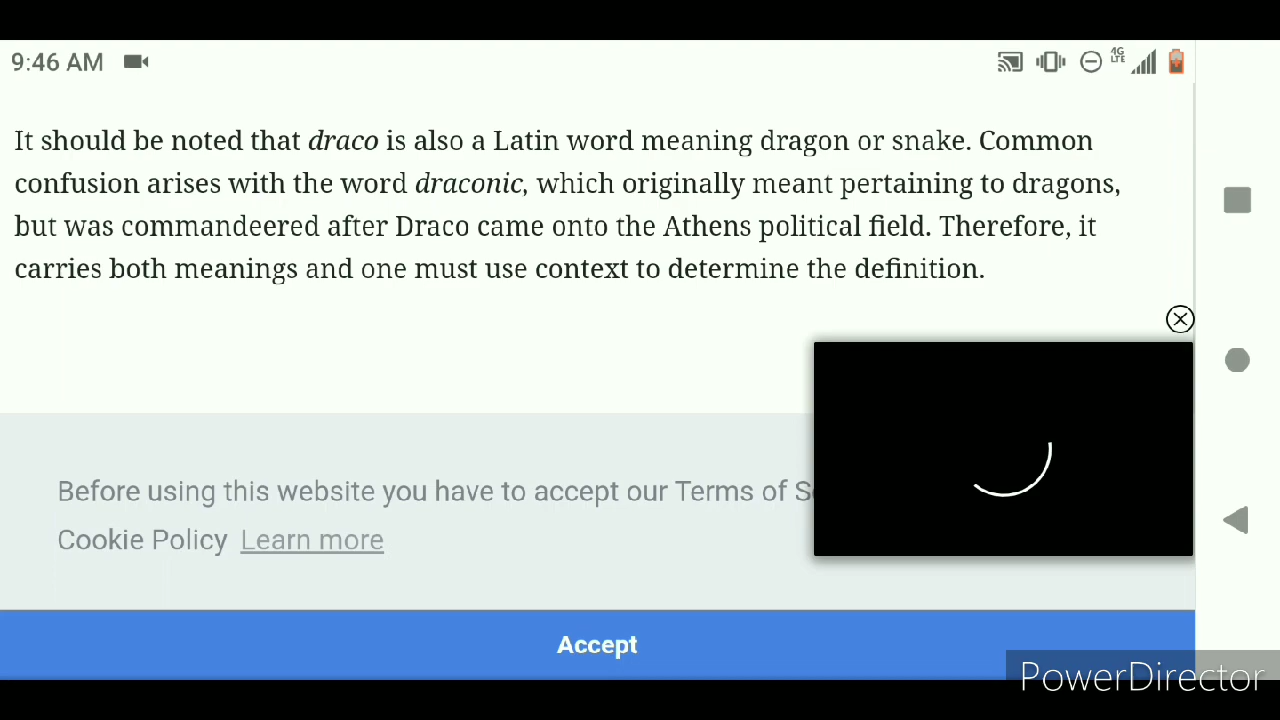 9:46 AM
4G
LTE
It should be noted that draco is also a Latin word meaning dragon or snake. Common
confusion arises with the word draconic, which originally meant pertaining to dragons,
but was commandeered after Draco came onto the Athens political field. Therefore, it
carries both meanings and one must use context to determine the definition.
Before using this website you have to accept our Terms of
Cookie Policy Learn more
Accept
PowerDirector